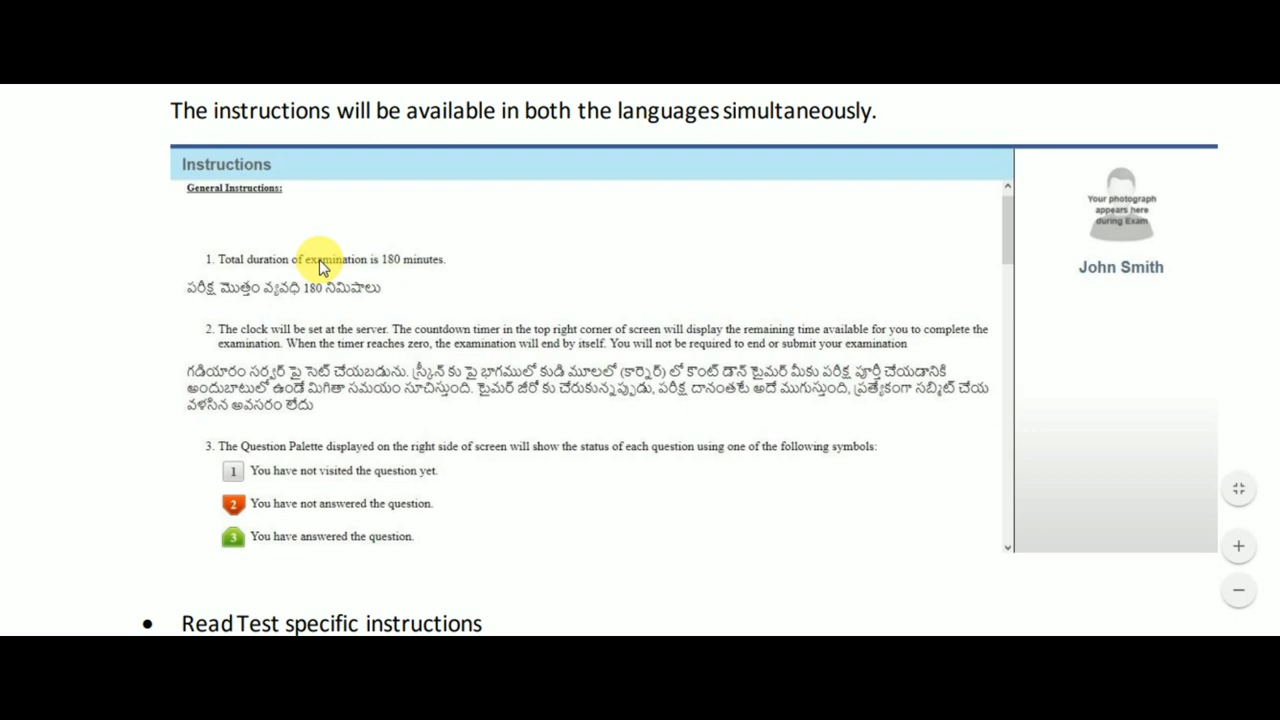 The instructions will be available in both the languages simultaneously.
Instructions
General Instructions:
1. Total duration of examination is 180 minutes.
పరీక్ష మొత్తం వ్యవధి 180 నిమిషాలు
2. The clock will be set at the server. The countdown timer in the top right corner of screen will display the remaining time available for you to complete the
examination. When the timer reaches zero, the examination will end by itself. You will not be required to end or submit your examination
గడియారం సర్వర్ పై సెట్ చేయబడును. స్క్రీన్ కు పై భాగములో కుడి మూలలో (కార్నెర్) లో కౌంట్ డౌన్ టైమర్ మీకు పరీక్ష పూర్తి చేయడానికి
అందుబాటులో ఉండే మిగితా సమయం సూచిస్తుంది. టైమర్ జీరో కు చేరుకున్నప్పుడు, పరీక్ష దానంతటే అదే ముగుస్తుంది, ప్రత్యేకంగా సబ్మిట్ చేయ
వళసిన అవసరం లేదు
3. The Question Palette displayed on the right side of screen will show the status of each question using one of the following symbols:
1 You have not visited the question yet.
2 You have not answered the question.
3 You have answered the question.
Your photograph
appears here
during Exam
John Smith
• Read Test specific instructions